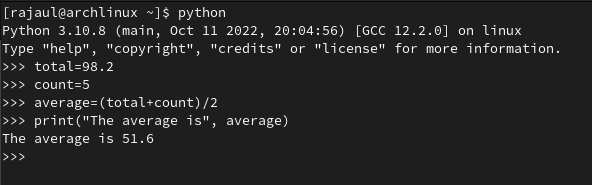 [rajaul@archlinux ~]$ python
Python 3.10.8 (main, Oct 11 2022, 20:04:56) [GCC 12.2.0] on linux
Type "help", "copyright", "credits" or "license" for more information.
>>> total=98.2
>>> count=5
>>> average=(total+count)/2
>>> print("The average is", average)
The average is 51.6
>>>